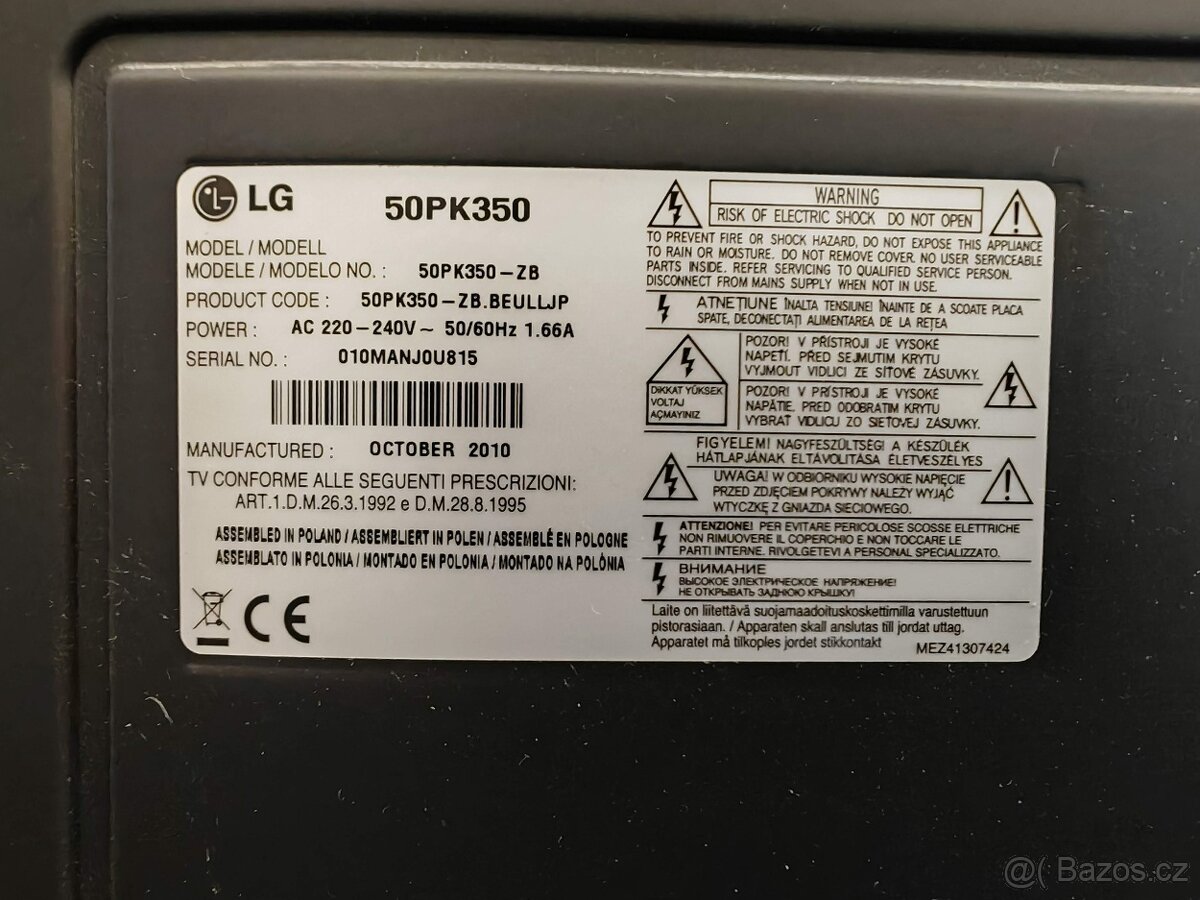 LG
50PK350
MODEL / MODELL
MODELE / MODELO NO. : 50PK350-ZB
PRODUCT CODE : 50PK350-ZB.BEULLJP
POWER : AC 220-240V~ 50/60Hz 1.66A
SERIAL NO. : 010MANJ0U815
MANUFACTURED : OCTOBER 2010
TV CONFORME ALLE SEGUENTI PRESCRIZIONI:
ART.1.D.M.26.3.1992 e D.M.28.8.1995
ASSEMBLED IN POLAND / ASSEMBLIERT IN POLEN / ASSEMBLÉ EN POLOGNE
ASSEMBLATO IN POLONIA / MONTADO EN POLONIA / MONTADO NA POLÔNIA
CE
WARNING
RISK OF ELECTRIC SHOCK DO NOT OPEN
TO PREVENT FIRE OR SHOCK HAZARD, DO NOT EXPOSE THIS APPLIANCE
TO RAIN OR MOISTURE. DO NOT REMOVE COVER. NO USER SERVICEABLE
PARTS INSIDE. REFER SERVICING TO QUALIFIED SERVICE PERSON.
DISCONNECT FROM MAINS SUPPLY WHEN NOT IN USE.
ATNEŢIUNE ÎNALTA TENSIUNE! ÎNAINTE DE A SCOATE PLACA
SPATE, DECONECTAŢI ALIMENTAREA DE LA REŢEA
DIKKAT YÜKSEK
VOLTAJ
AÇMAYINIZ
POZOR! V PŘÍSTROJI JE VYSOKÉ
NAPETÍ. PŘED SEJMUTIM KRYTU
VYJMOUT VIDLICI ZE SÍŤOVÉ ZÁSUVKY.
POZOR! V PRÍSTROJI JE VYSOKÉ
NAPÄTIE. PRED ODOBRATIM KRYTU
VYBRAŤ VIDLICU ZO SIEŤOVEJ ZÁSUVKY.
FIGYELEM! NAGYFESZÜLTSÉG! A KÉSZÜLÉK
HÁTLAPJÁNAK ELTÁVOLÍTÁSA ÉLETVESZÉLYES
UWAGA! W ODBIORNIKU WYSOKIE NAPIĘCIE
PRZED ZDJĘCIEM POKRYWY NALEŻY WYJĄĆ
WTYCZKĘ Z GNIAZDA SIECIOWEGO.
ATTENZIONE! PER EVITARE PERICOLOSE SCOSSE ELETTRICHE
NON RIMUOVERE IL COPERCHIO E NON TOCCARE LE
PARTI INTERNE. RIVOLGETEVI A PERSONAL SPECIALIZZATO.
ВНИМАНИЕ
ВЫСОКОЕ ЭЛЕКТРИЧЕСКОЕ НАПРЯЖЕНИЕ!
НЕ ОТКРЫВАТЬ ЗАДНЮЮ КРЫШКУ!
Laite on liitettävä suojamaadoituskoskettimilla varustettuun
pistorasiaan. / Apparaten skall anslutas till jordat uttag.
Apparatet må tilkoples jordet stikkontakt
MEZ41307424
@( Bazos.cz